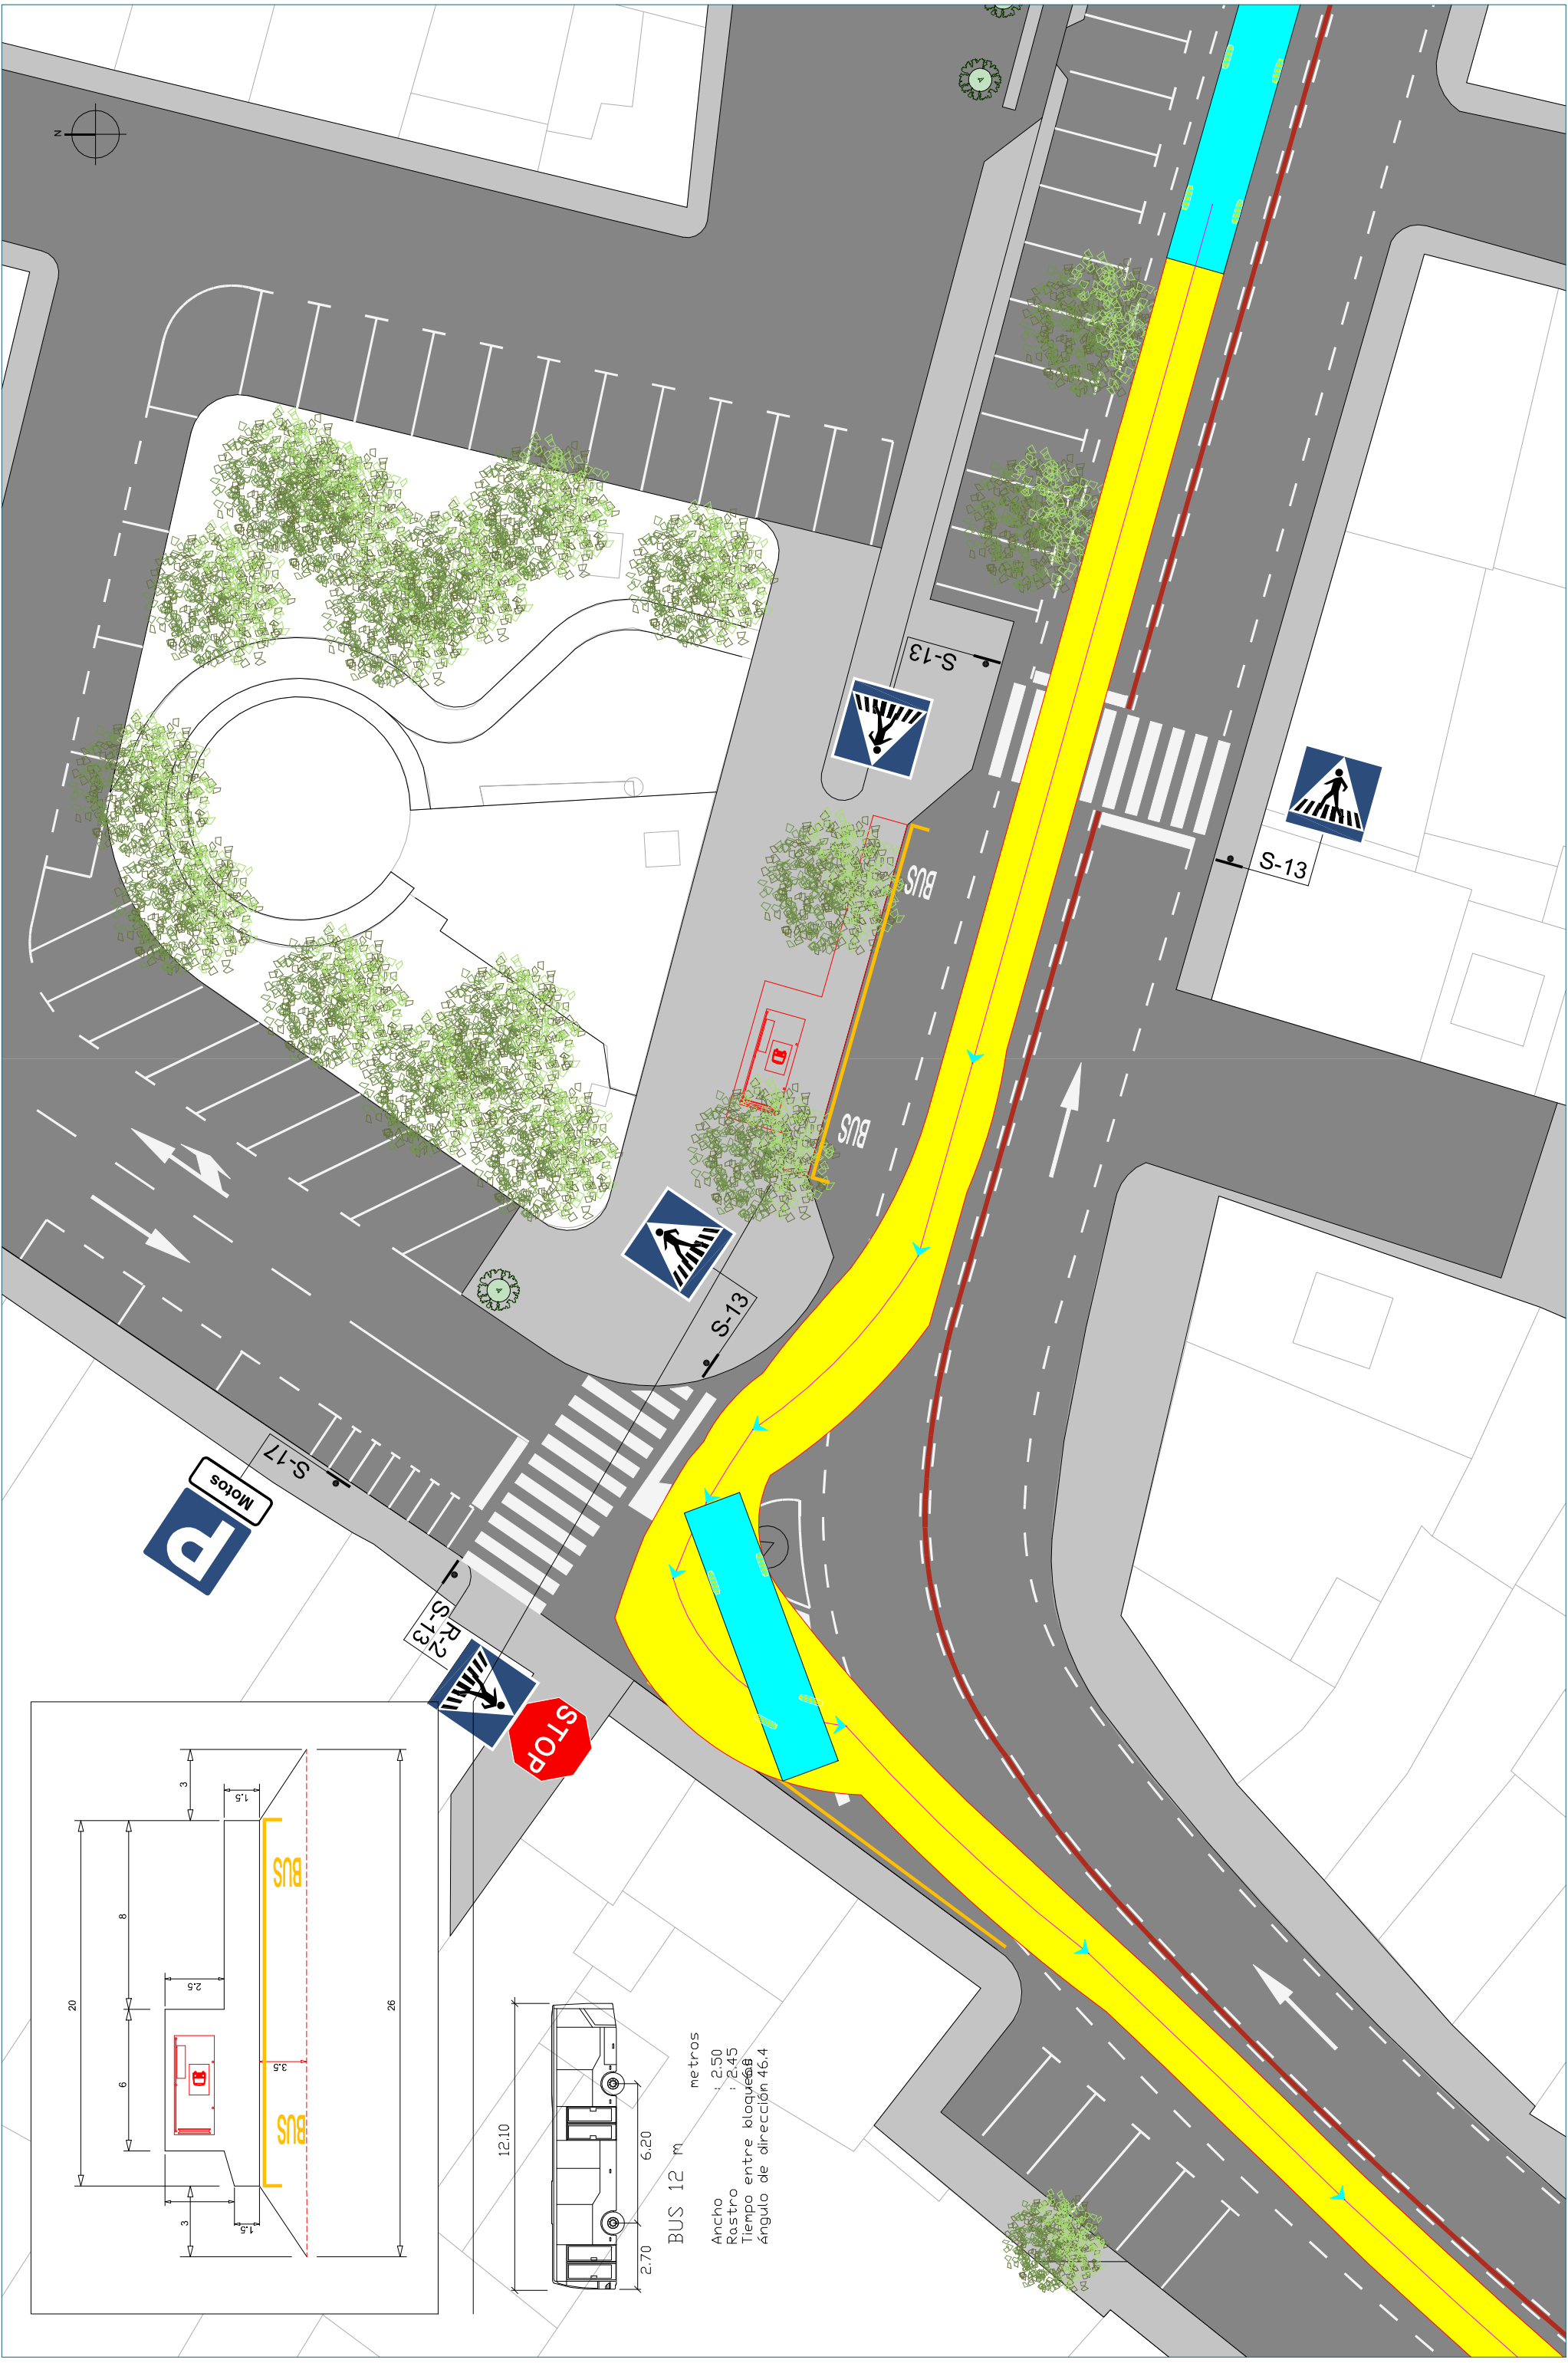 N
S-13
S-13
BUS
BUS
S-13
S-17
Motos
P
S-13
R-2
STOP
3
1.5
BUS
8
20
2.5
26
6
3.5
BUS
3
1.5
12.10
6.20
2.70
BUS 12 m
metros
Ancho : 2.50
Rastro : 2.45
Tiempo entre bloqueos
Ángulo de dirección 46.4